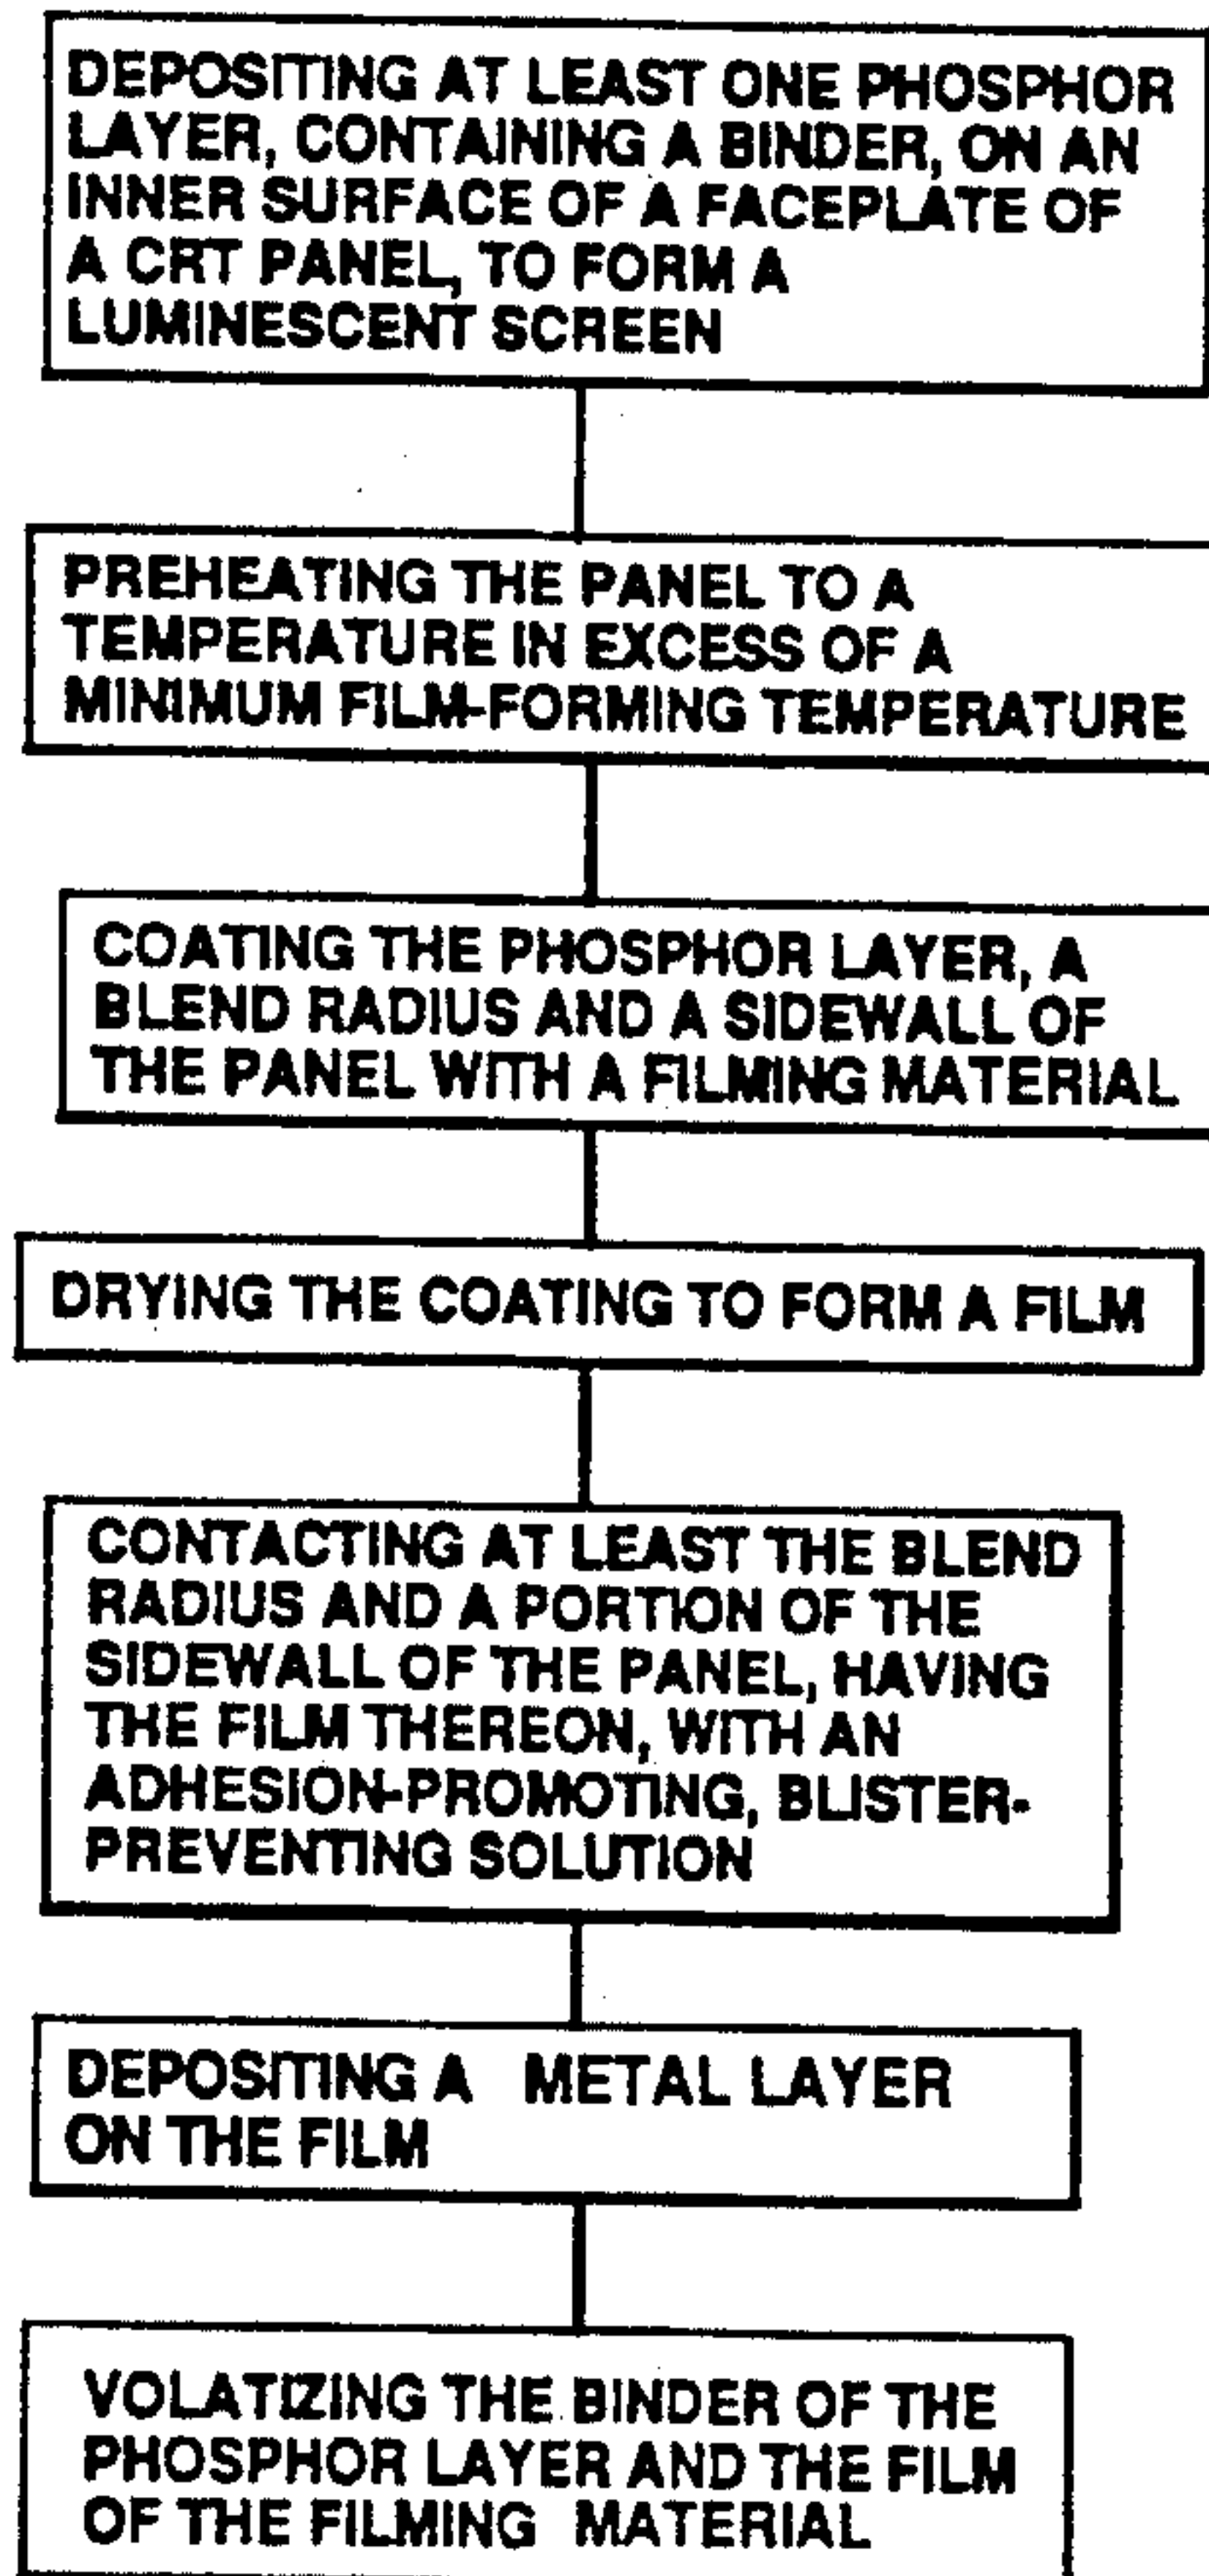 DEPOSITING AT LEAST ONE PHOSPHOR
LAYER, CONTAINING A BINDER, ON AN
INNER SURFACE OF A FACEPLATE OF
A CRT PANEL, TO FORM A
LUMINESCENT SCREEN
PREHEATING THE PANEL TO A
TEMPERATURE IN EXCESS OF A
MINIMUM FILM-FORMING TEMPERATURE
COATING THE PHOSPHOR LAYER, A
BLEND RADIUS AND A SIDEWALL OF
THE PANEL WITH A FILMING MATERIAL
DRYING THE COATING TO FORM A FILM
CONTACTING AT LEAST THE BLEND
RADIUS AND A PORTION OF THE
SIDEWALL OF THE PANEL, HAVING
THE FILM THEREON, WITH AN
ADHESION-PROMOTING, BLISTER-
PREVENTING SOLUTION
DEPOSITING A METAL LAYER
ON THE FILM
VOLATIZING THE BINDER OF THE
PHOSPHOR LAYER AND THE FILM
OF THE FILMING MATERIAL